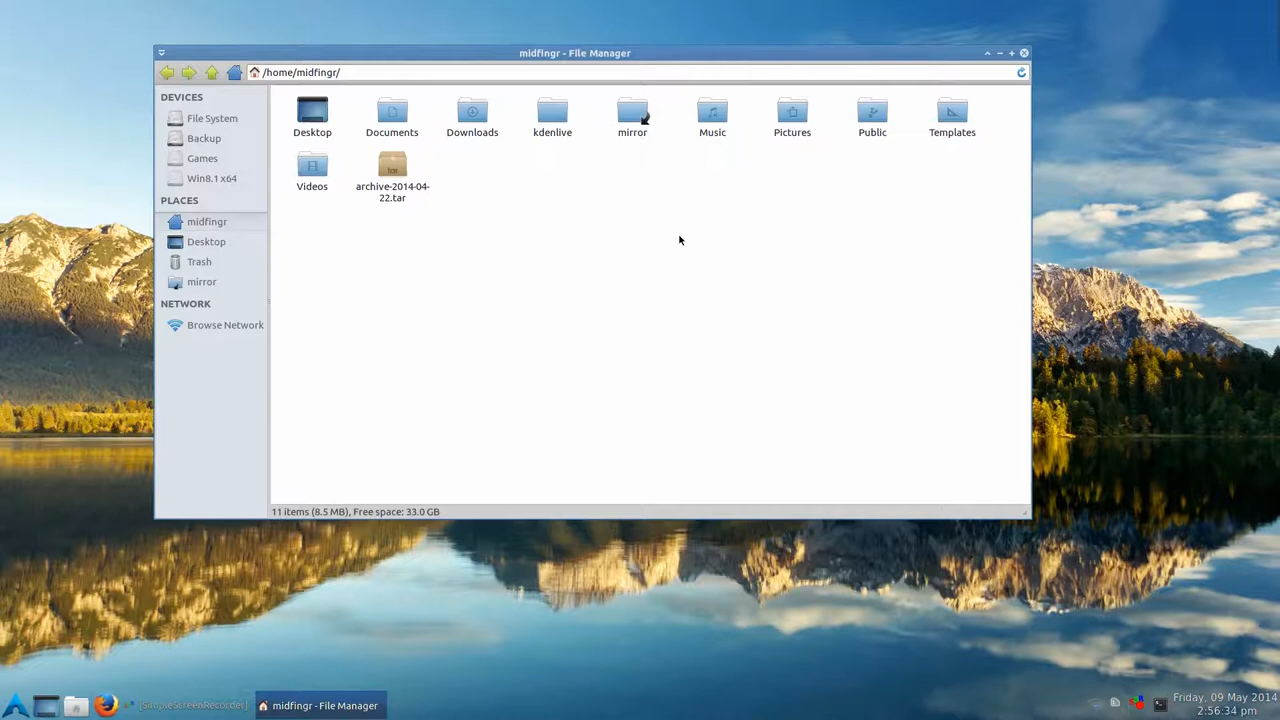 midfingr - File Manager
/home/midfingr/
DEVICES
File System
Backup
Games
Win8.1 x64
PLACES
midfingr
Desktop
Trash
mirror
NETWORK
Browse Network
Desktop
Documents
Downloads
kdenlive
mirror
Music
Pictures
Public
Templates
Videos
tar
archive-2014-04-
22.tar
11 items (8.5 MB), Free space: 33.0 GB
[SimpleScreenRecorder]
midfingr - File Manager
Friday, 09 May 2014
2:56:34 pm